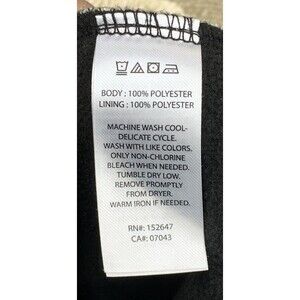 BODY : 100% POLYESTER
LINING : 100% POLYESTER
MACHINE WASH COOL-
DELICATE CYCLE.
WASH WITH LIKE COLORS.
ONLY NON-CHLORINE
BLEACH WHEN NEEDED.
TUMBLE DRY LOW.
REMOVE PROMPTLY
FROM DRYER.
WARM IRON IF NEEDED.
RN#: 152647
CA#: 07043